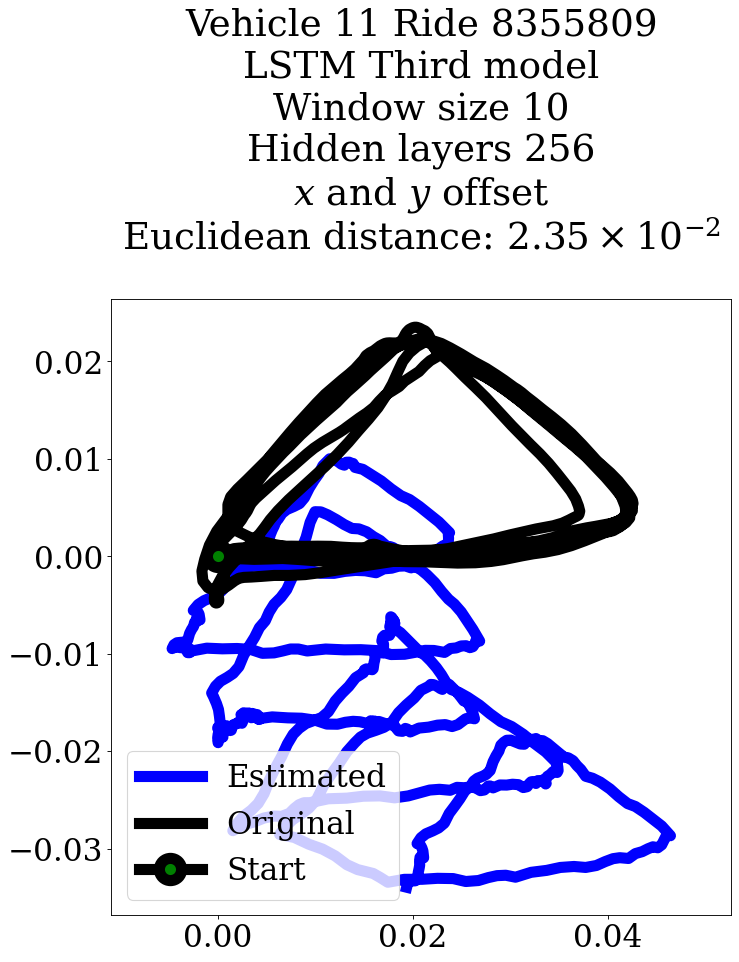 Vehicle 11 Ride 8355809
LSTM Third model
Window size 10
Hidden layers 256
x and y offset
Euclidean distance: 2.35 × 10⁻²
0.02
0.01
0.00
−0.01
−0.02
−0.03
Estimated
Original
Start
0.00 0.02 0.04